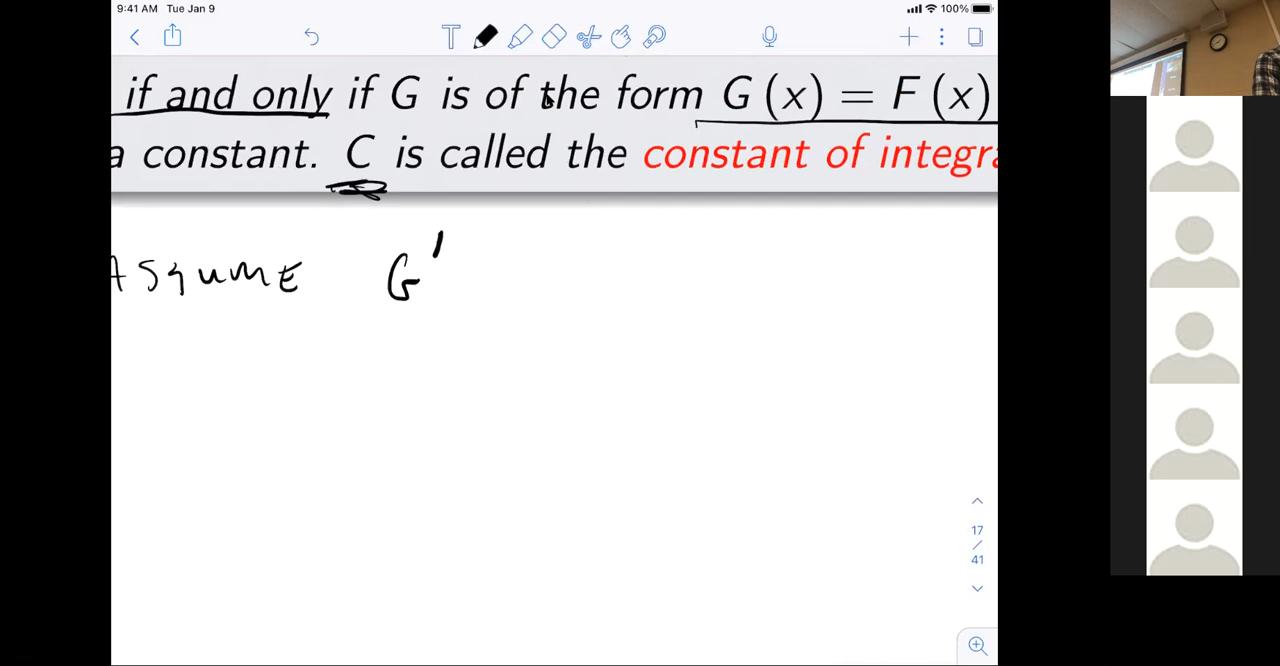 9:41 AM Tue Jan 9
100%
T
if and only if G is of the form G (x) = F (x)
a constant. C is called the constant of integra
Assume G'
17
/
41